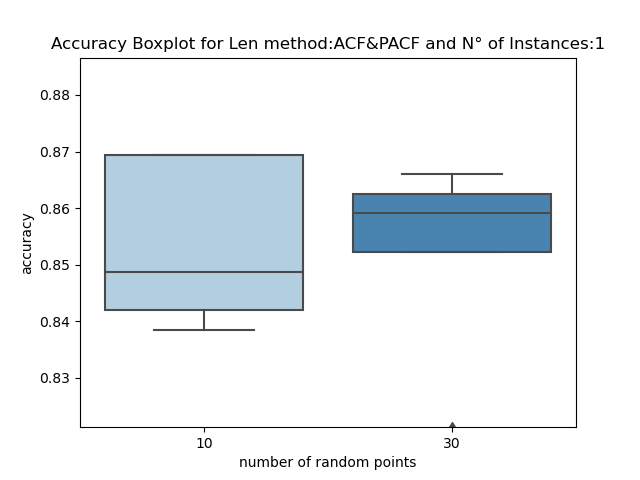 Accuracy Boxplot for Len method:ACF&PACF and N° of Instances:1
0.88
0.87
0.86
0.85
0.84
0.83
accuracy
10
30
number of random points